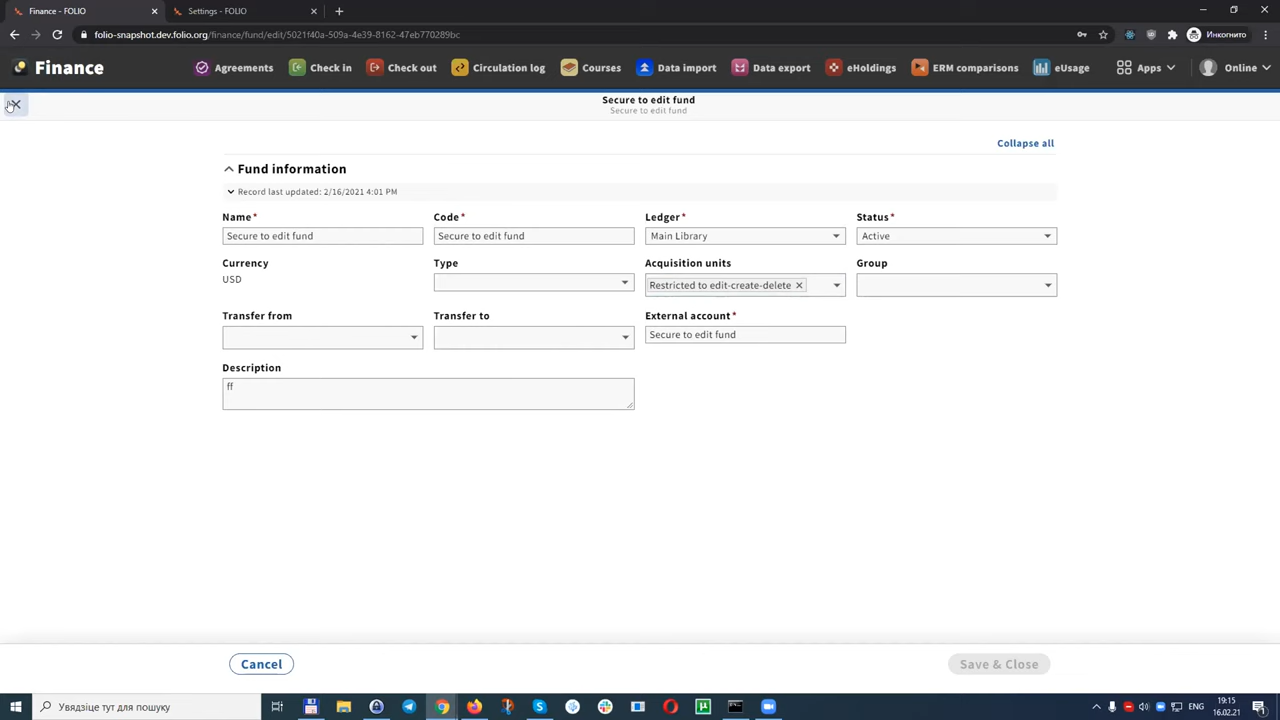 Finance - FOLIO
Settings - FOLIO
folio-snapshot.dev.folio.org/finance/fund/edit/5021f40a-509a-4e39-8162-47eb770289bc
Инкогнито
Finance
Agreements
Check in
Check out
Circulation log
Courses
Data import
Data export
eHoldings
ERM comparisons
eUsage
Apps
Online
Secure to edit fund
Secure to edit fund
Collapse all
Fund information
Record last updated: 2/16/2021 4:01 PM
Name* Code* Ledger* Status*
Secure to edit fund Secure to edit fund Main Library Active
Currency Type Acquisition units Group
USD Restricted to edit-create-delete
Transfer from Transfer to External account*
Secure to edit fund
Description
ff
Cancel
Save & Close
Увядзіце тут для пошуку
ENG
19:15
16.02.21